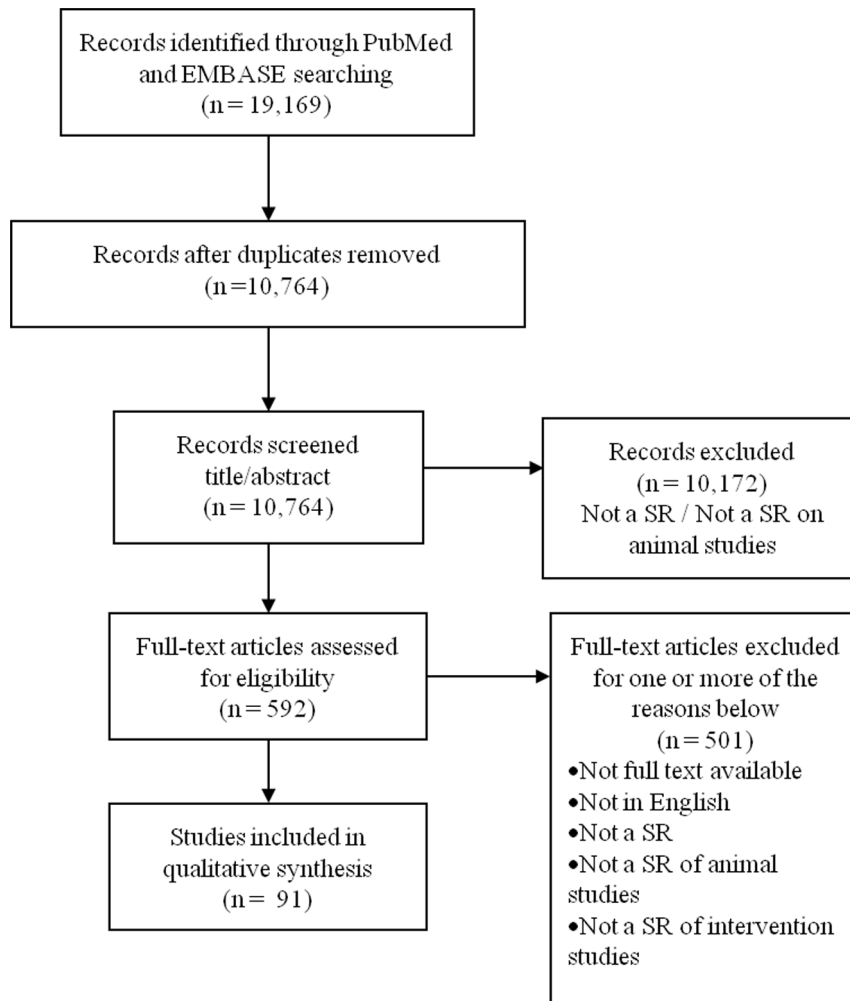 Records identified through PubMed
and EMBASE searching
(n = 19,169)
Records after duplicates removed
(n =10,764)
Records screened
title/abstract
(n = 10,764)
Records excluded
(n = 10,172)
Not a SR / Not a SR on
animal studies
Full-text articles assessed
for eligibility
(n = 592)
Full-text articles excluded
for one or more of the
reasons below
(n = 501)
•Not full text available
•Not in English
•Not a SR
•Not a SR of animal
studies
•Not a SR of intervention
studies
Studies included in
qualitative synthesis
(n =  91)